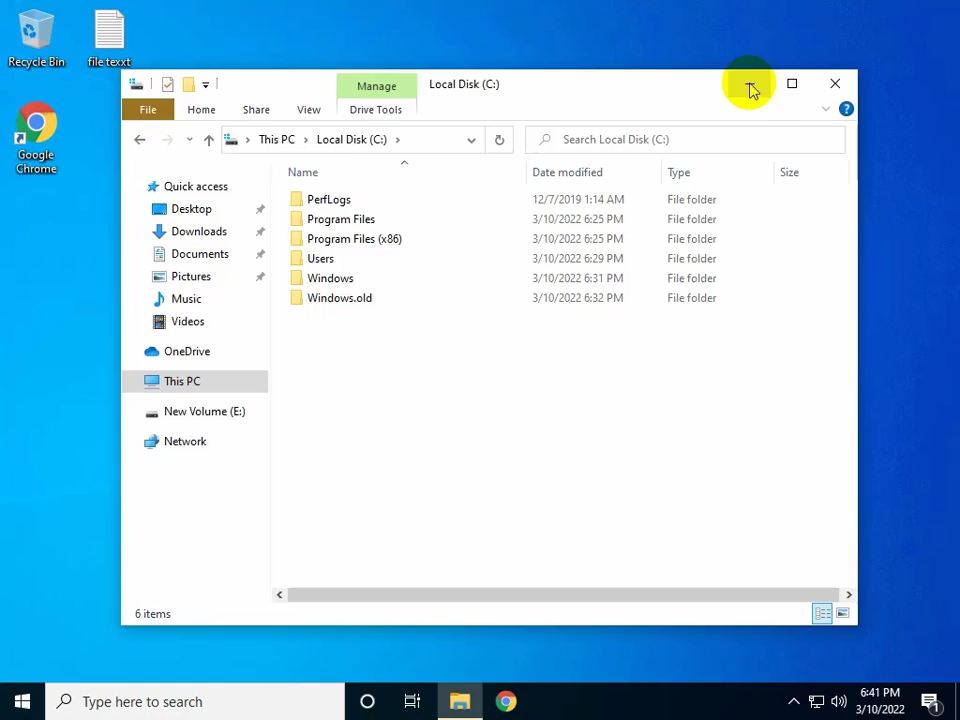 Recycle Bin
file texxt
Google Chrome
Manage
Local Disk (C:)
File
Home
Share
View
Drive Tools
This PC
Local Disk (C:)
Search Local Disk (C:)
Name
Date modified
Type
Size
Quick access
Desktop
Downloads
Documents
Pictures
Music
Videos
OneDrive
This PC
New Volume (E:)
Network
PerfLogs 12/7/2019 1:14 AM File folder
Program Files 3/10/2022 6:25 PM File folder
Program Files (x86) 3/10/2022 6:25 PM File folder
Users 3/10/2022 6:29 PM File folder
Windows 3/10/2022 6:31 PM File folder
Windows.old 3/10/2022 6:32 PM File folder
6 items
Type here to search
6:41 PM
3/10/2022
1